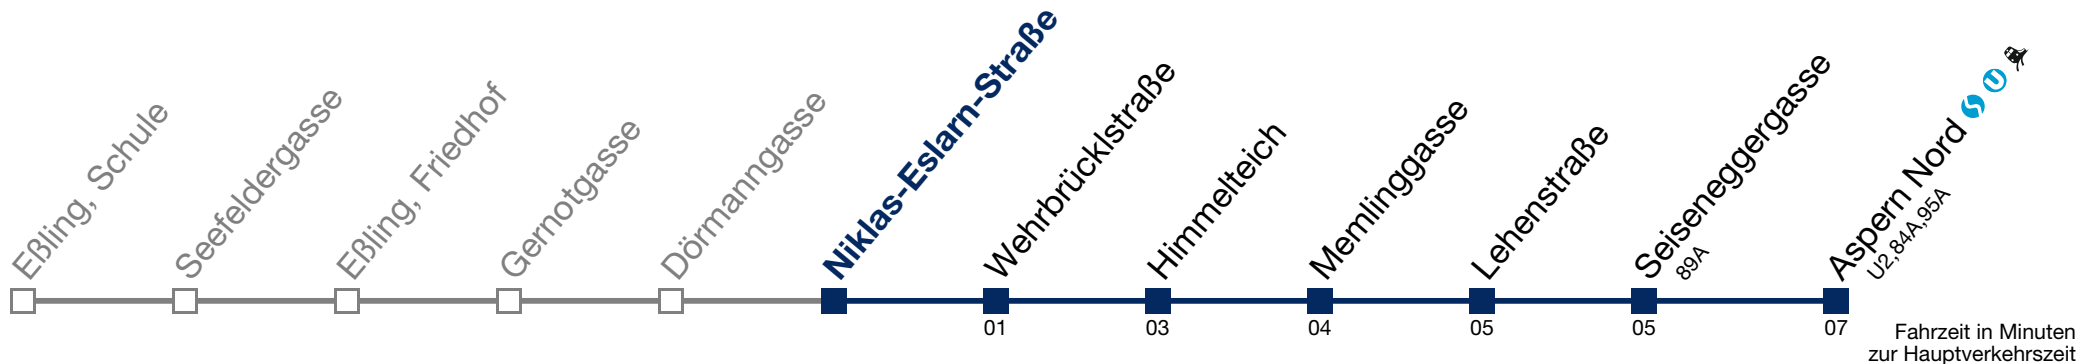 Eßling, Schule
Seefeldergasse
Eßling, Friedhof
Gernotgasse
Dörmanngasse
Niklas-Eslarn-Straße
Wehrbrücklstraße
Himmelteich
Memlinggasse
Lehenstraße
Seiseneggergasse
89A
Aspern Nord S U
U2,84A,95A
01
03
04
05
05
07
Fahrzeit in Minuten
zur Hauptverkehrszeit